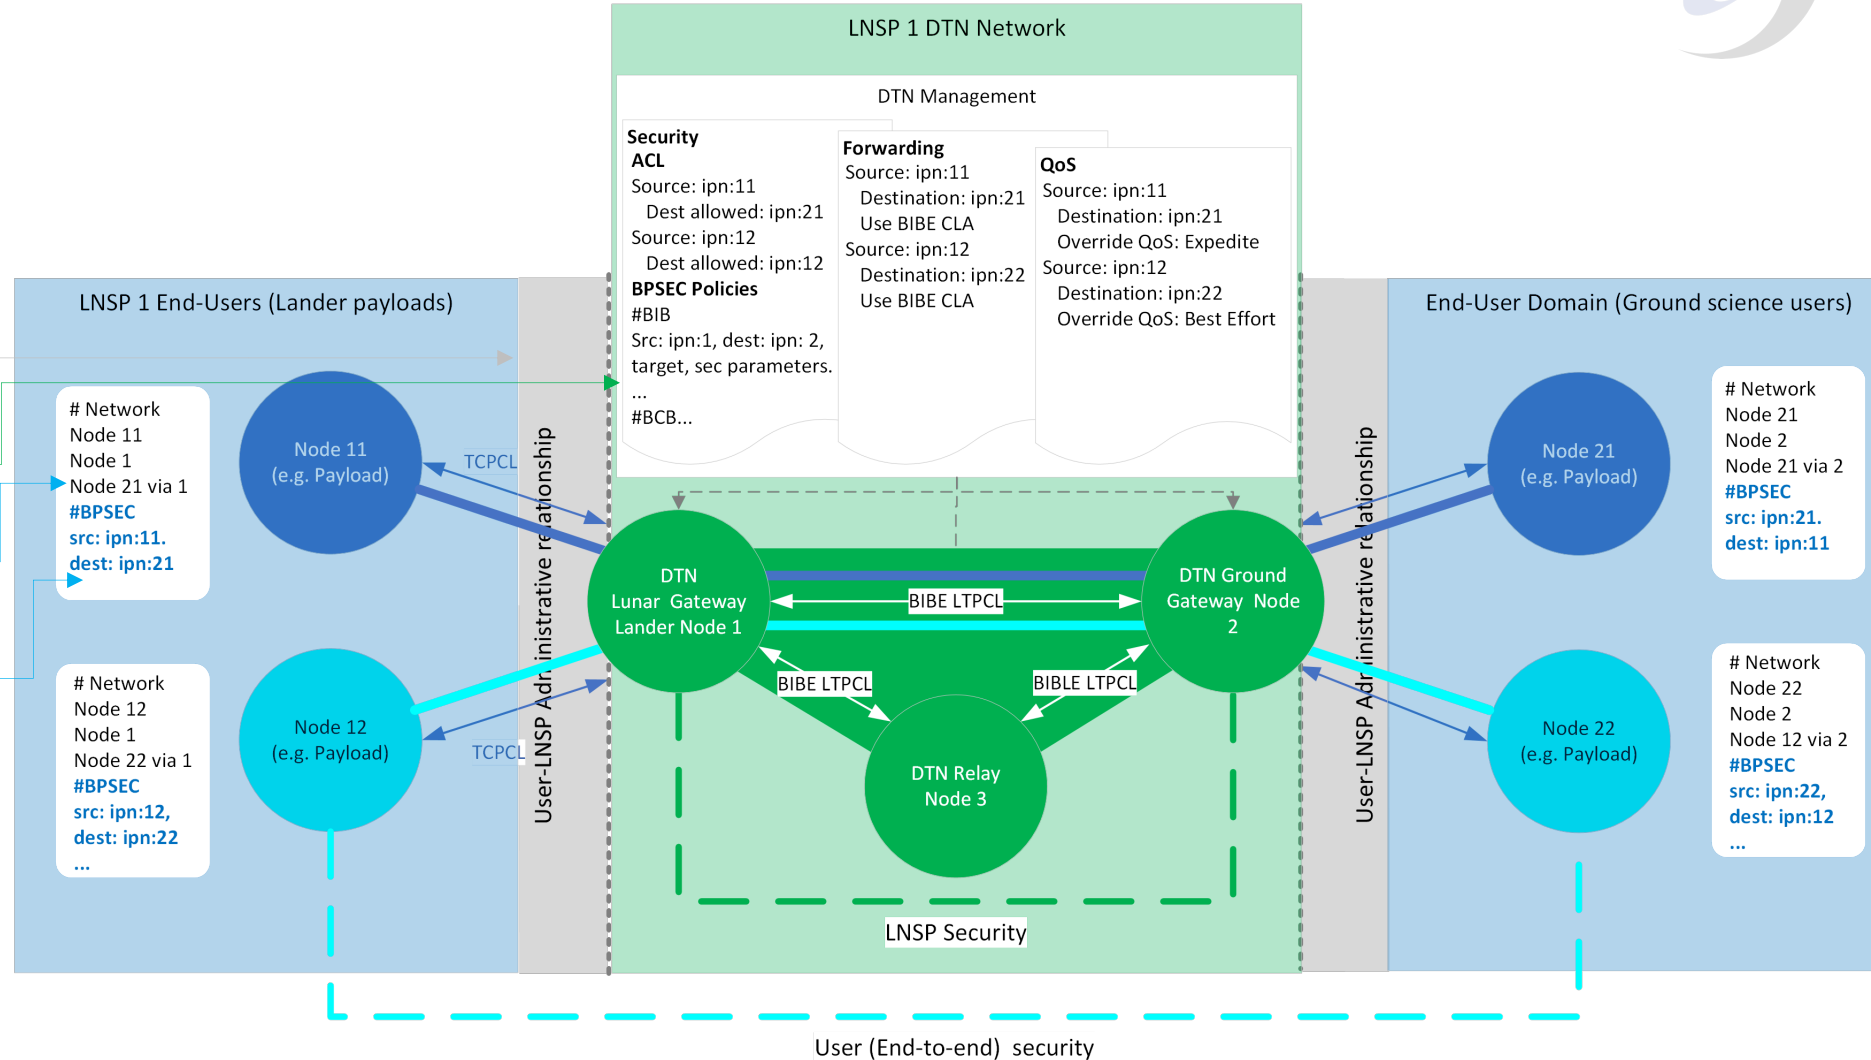 LNSP 1 DTN Network
DTN Management
Security
ACL
Source: ipn:11
Dest allowed: ipn:21
Source: ipn:12
Dest allowed: ipn:12
BPSEC Policies
#BIB
Src: ipn:1, dest: ipn: 2,
target, sec parameters.
...
#BCB...
Forwarding
Source: ipn:11
Destination: ipn:21
Use BIBE CLA
Source: ipn:12
Destination: ipn:22
Use BIBE CLA
QoS
Source: ipn:11
Destination: ipn:21
Override QoS: Expedite
Source: ipn:12
Destination: ipn:22
Override QoS: Best Effort
LNSP 1 End-Users (Lander payloads)
# Network
Node 11
Node 1
Node 21 via 1
#BPSEC
src: ipn:11.
dest: ipn:21
Node 11
(e.g. Payload)
TCPCL
# Network
Node 12
Node 1
Node 22 via 1
#BPSEC
src: ipn:12,
dest: ipn:22
...
Node 12
(e.g. Payload)
TCPCL
User-LNSP Administrative relationship
DTN
Lunar Gateway
Lander Node 1
BIBE LTPCL
DTN Ground
Gateway Node
2
BIBE LTPCL
BIBLE LTPCL
DTN Relay
Node 3
LNSP Security
User-LNSP Administrative relationship
End-User Domain (Ground science users)
Node 21
(e.g. Payload)
# Network
Node 21
Node 2
Node 21 via 2
#BPSEC
src: ipn:21.
dest: ipn:11
Node 22
(e.g. Payload)
# Network
Node 22
Node 2
Node 12 via 2
#BPSEC
src: ipn:22,
dest: ipn:12
...
User (End-to-end) security